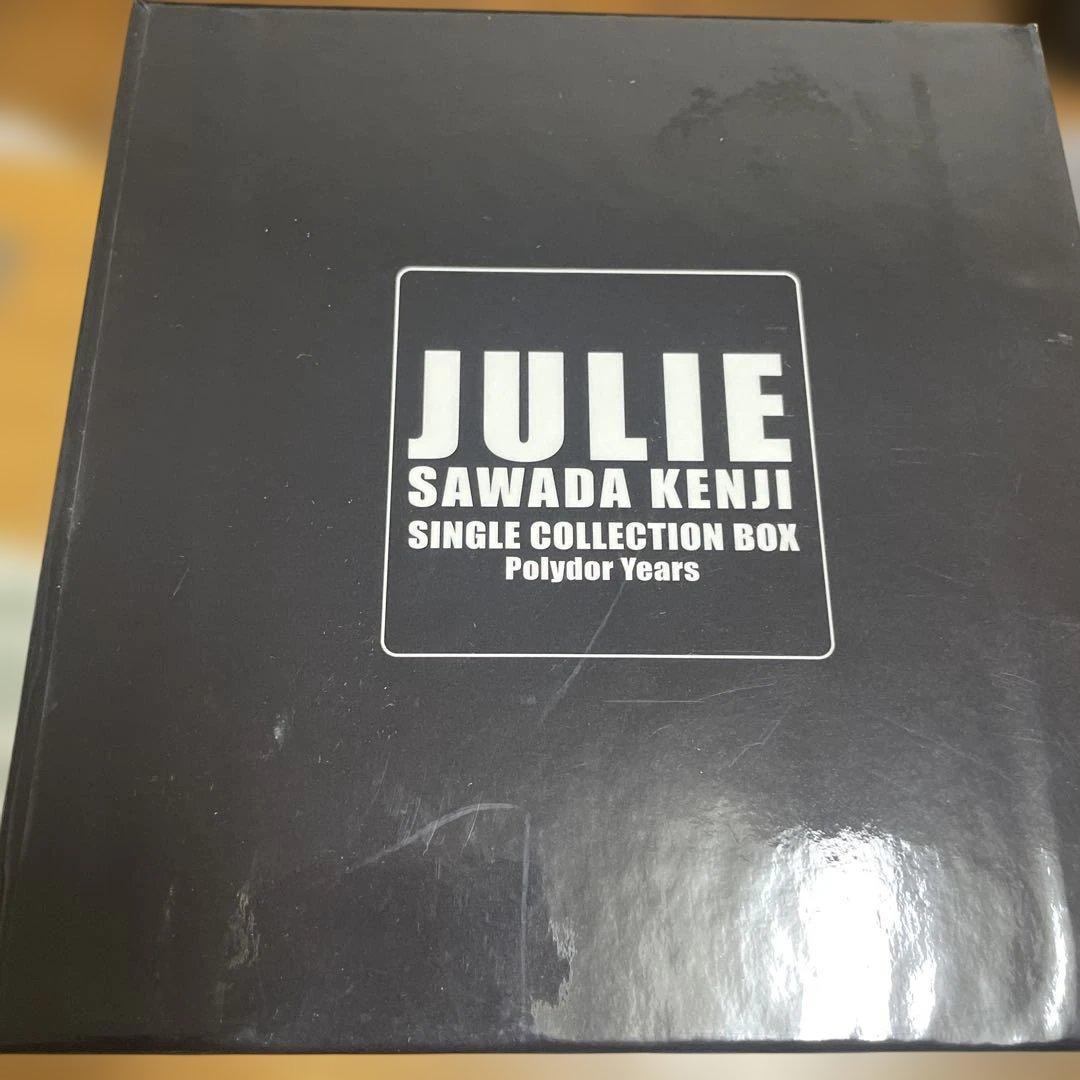 JULIE
SAWADA KENJI
SINGLE COLLECTION BOX
Polydor Years